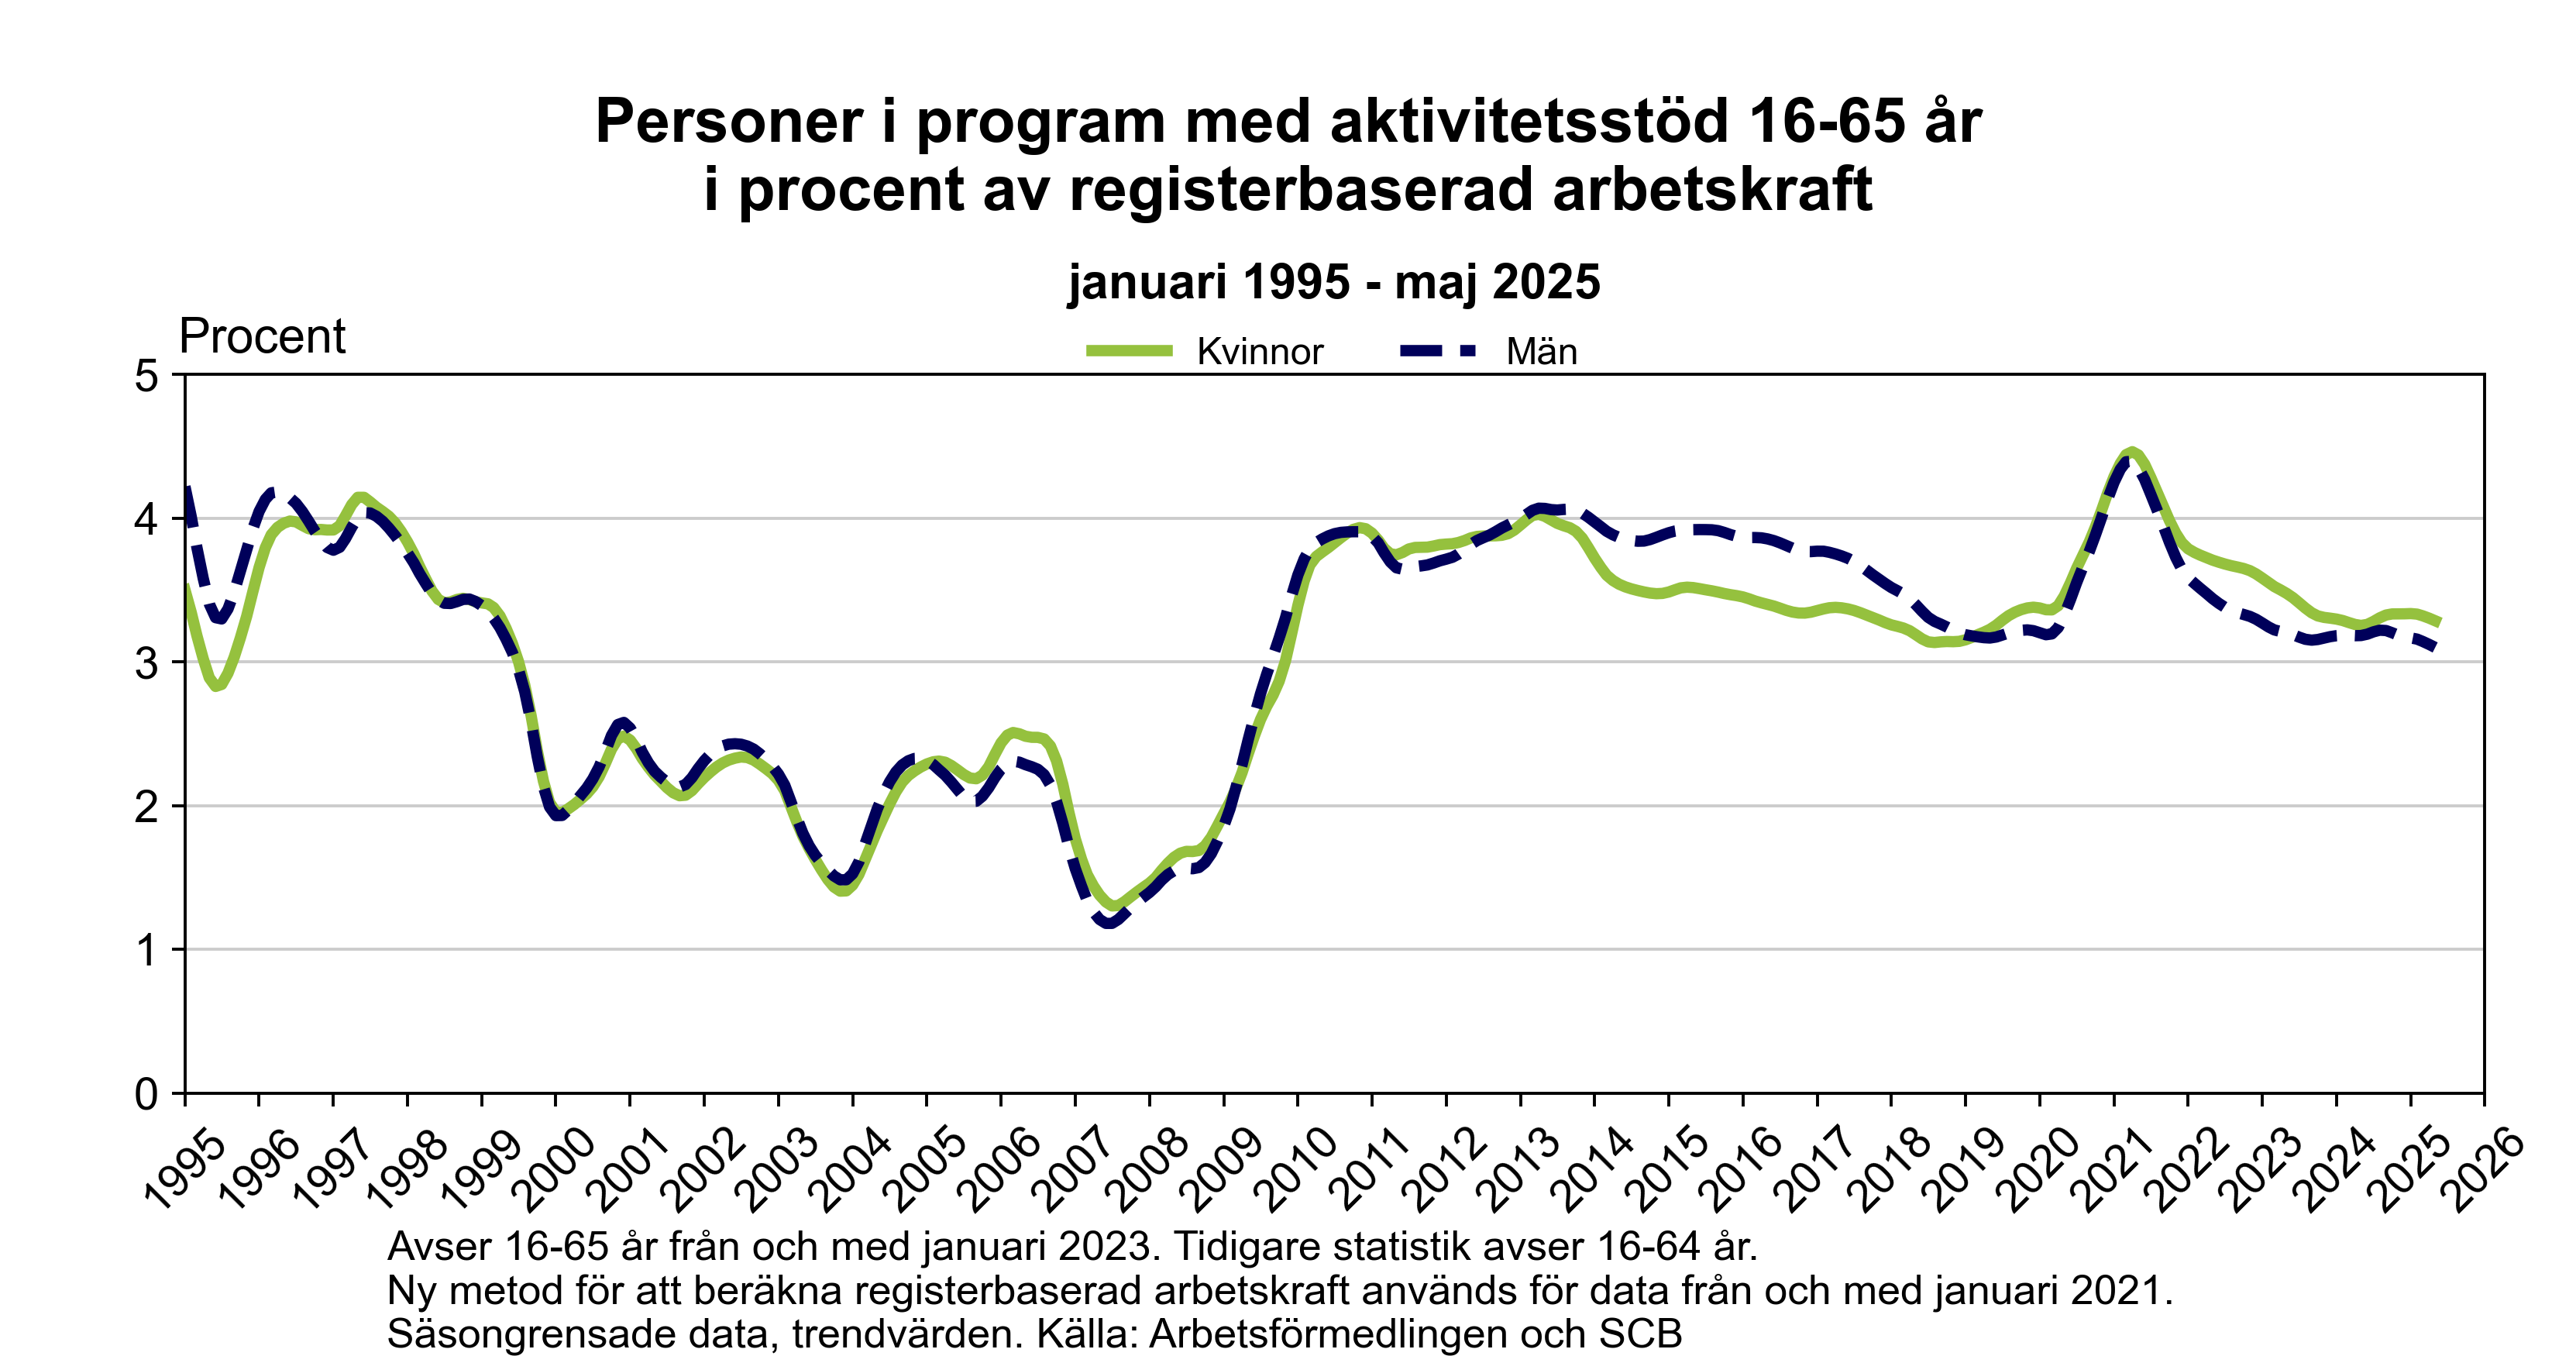 Personer i program med aktivitetsstöd 16-65 år
i procent av registerbaserad arbetskraft
januari 1995 - maj 2025
Procent
Kvinnor Män
5
4
3
2
1
0
1995 1996 1997 1998 1999 2000 2001 2002 2003 2004 2005 2006 2007 2008 2009 2010 2011 2012 2013 2014 2015 2016 2017 2018 2019 2020 2021 2022 2023 2024 2025 2026
Avser 16-65 år från och med januari 2023. Tidigare statistik avser 16-64 år.
Ny metod för att beräkna registerbaserad arbetskraft används för data från och med januari 2021.
Säsongrensade data, trendvärden. Källa: Arbetsförmedlingen och SCB